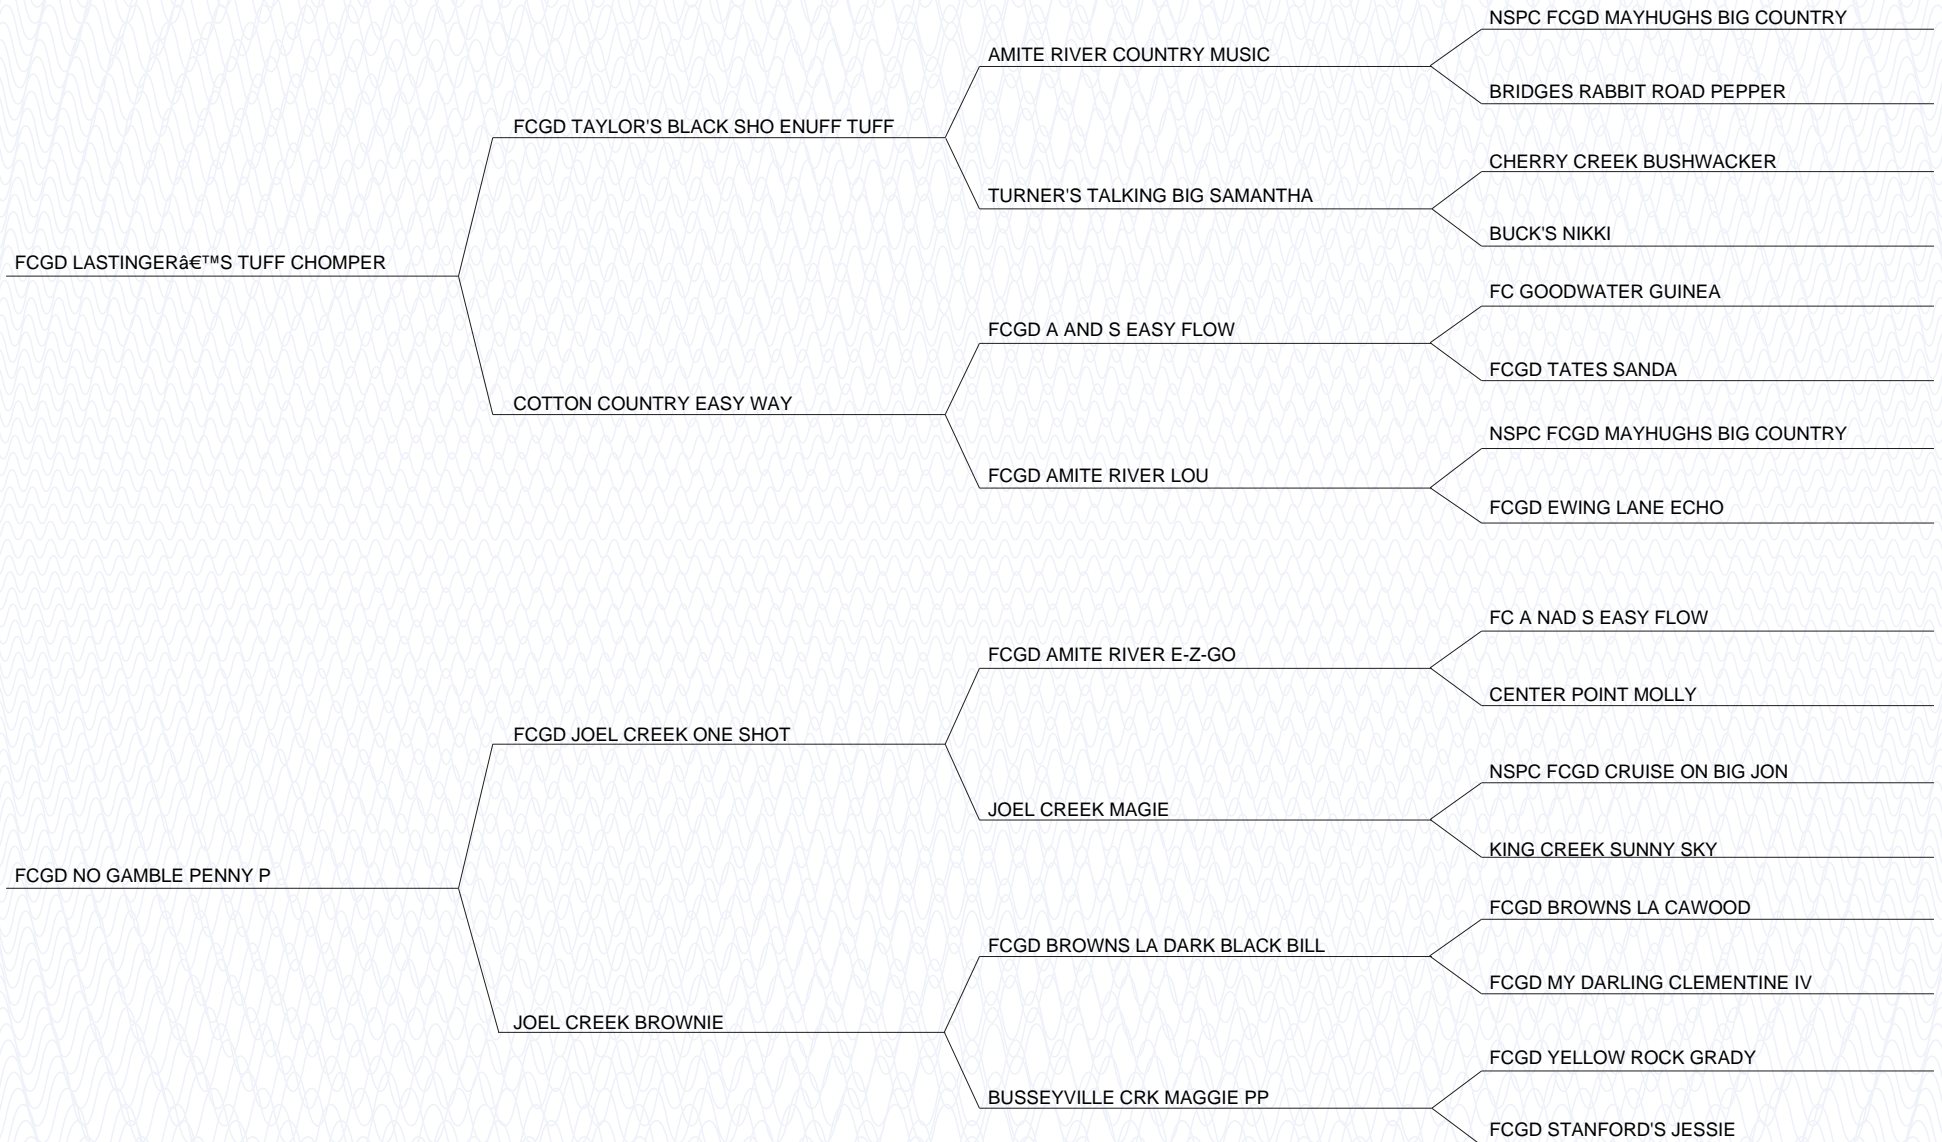 NSPC FCGD MAYHUGHS BIG COUNTRY
AMITE RIVER COUNTRY MUSIC
BRIDGES RABBIT ROAD PEPPER
FCGD TAYLOR'S BLACK SHO ENUFF TUFF
CHERRY CREEK BUSHWACKER
TURNER'S TALKING BIG SAMANTHA
BUCK'S NIKKI
FCGD LASTINGERâ€™S TUFF CHOMPER
FC GOODWATER GUINEA
FCGD A AND S EASY FLOW
FCGD TATES SANDA
COTTON COUNTRY EASY WAY
NSPC FCGD MAYHUGHS BIG COUNTRY
FCGD AMITE RIVER LOU
FCGD EWING LANE ECHO
FC A NAD S EASY FLOW
FCGD AMITE RIVER E-Z-GO
CENTER POINT MOLLY
FCGD JOEL CREEK ONE SHOT
NSPC FCGD CRUISE ON BIG JON
JOEL CREEK MAGIE
KING CREEK SUNNY SKY
FCGD NO GAMBLE PENNY P
FCGD BROWNS LA CAWOOD
FCGD BROWNS LA DARK BLACK BILL
FCGD MY DARLING CLEMENTINE IV
JOEL CREEK BROWNIE
FCGD YELLOW ROCK GRADY
BUSSEYVILLE CRK MAGGIE PP
FCGD STANFORD'S JESSIE